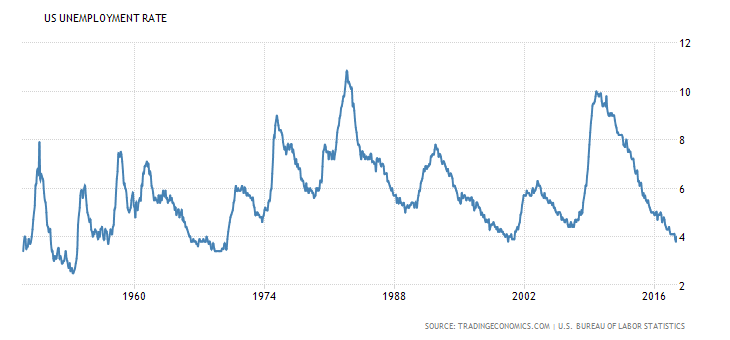 US UNEMPLOYMENT RATE
12
10
8
6
4
2
1960 1974 1988 2002 2016
SOURCE: TRADINGECONOMICS.COM | U.S. BUREAU OF LABOR STATISTICS